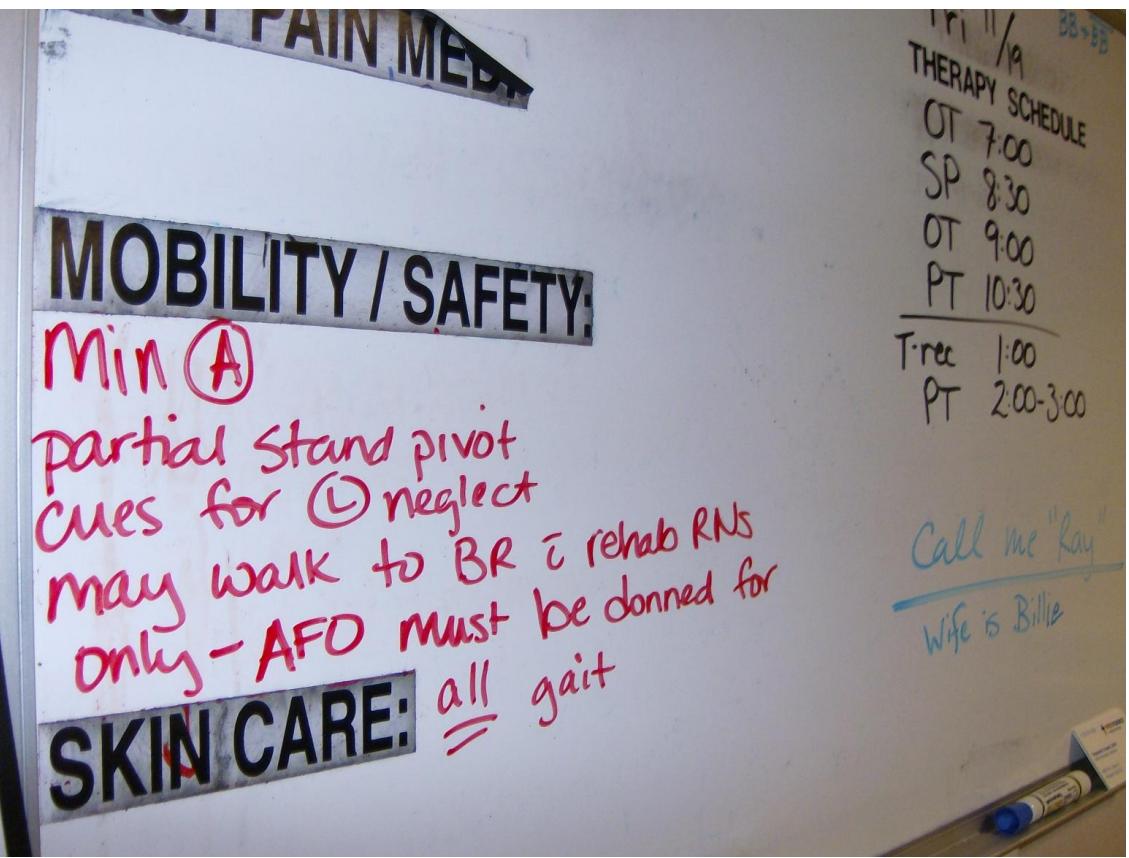 PAIN MED
MOBILITY / SAFETY:
Min Ⓐ
partial stand pivot
cues for Ⓛ neglect
may walk to BR c̄ rehab RNs
only - AFO must be donned for
all gait
SKIN CARE:
Fri 11/19
BB+BB
THERAPY SCHEDULE
OT 7:00
SP 8:30
OT 9:00
PT 10:30
T-rec 1:00
PT 2:00-3:00
Call me "Ray"
Wife is Billie